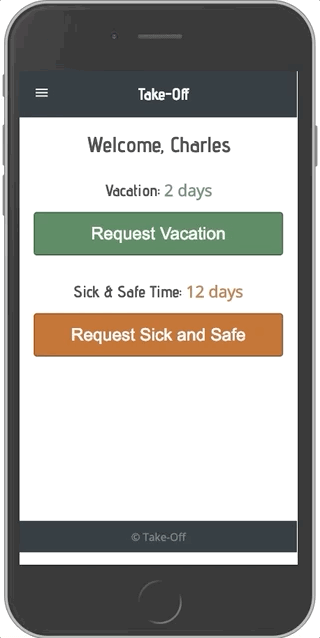 Take-Off
Welcome, Charles
Vacation: 2 days
Request Vacation
Sick & Safe Time: 12 days
Request Sick and Safe
© Take-Off